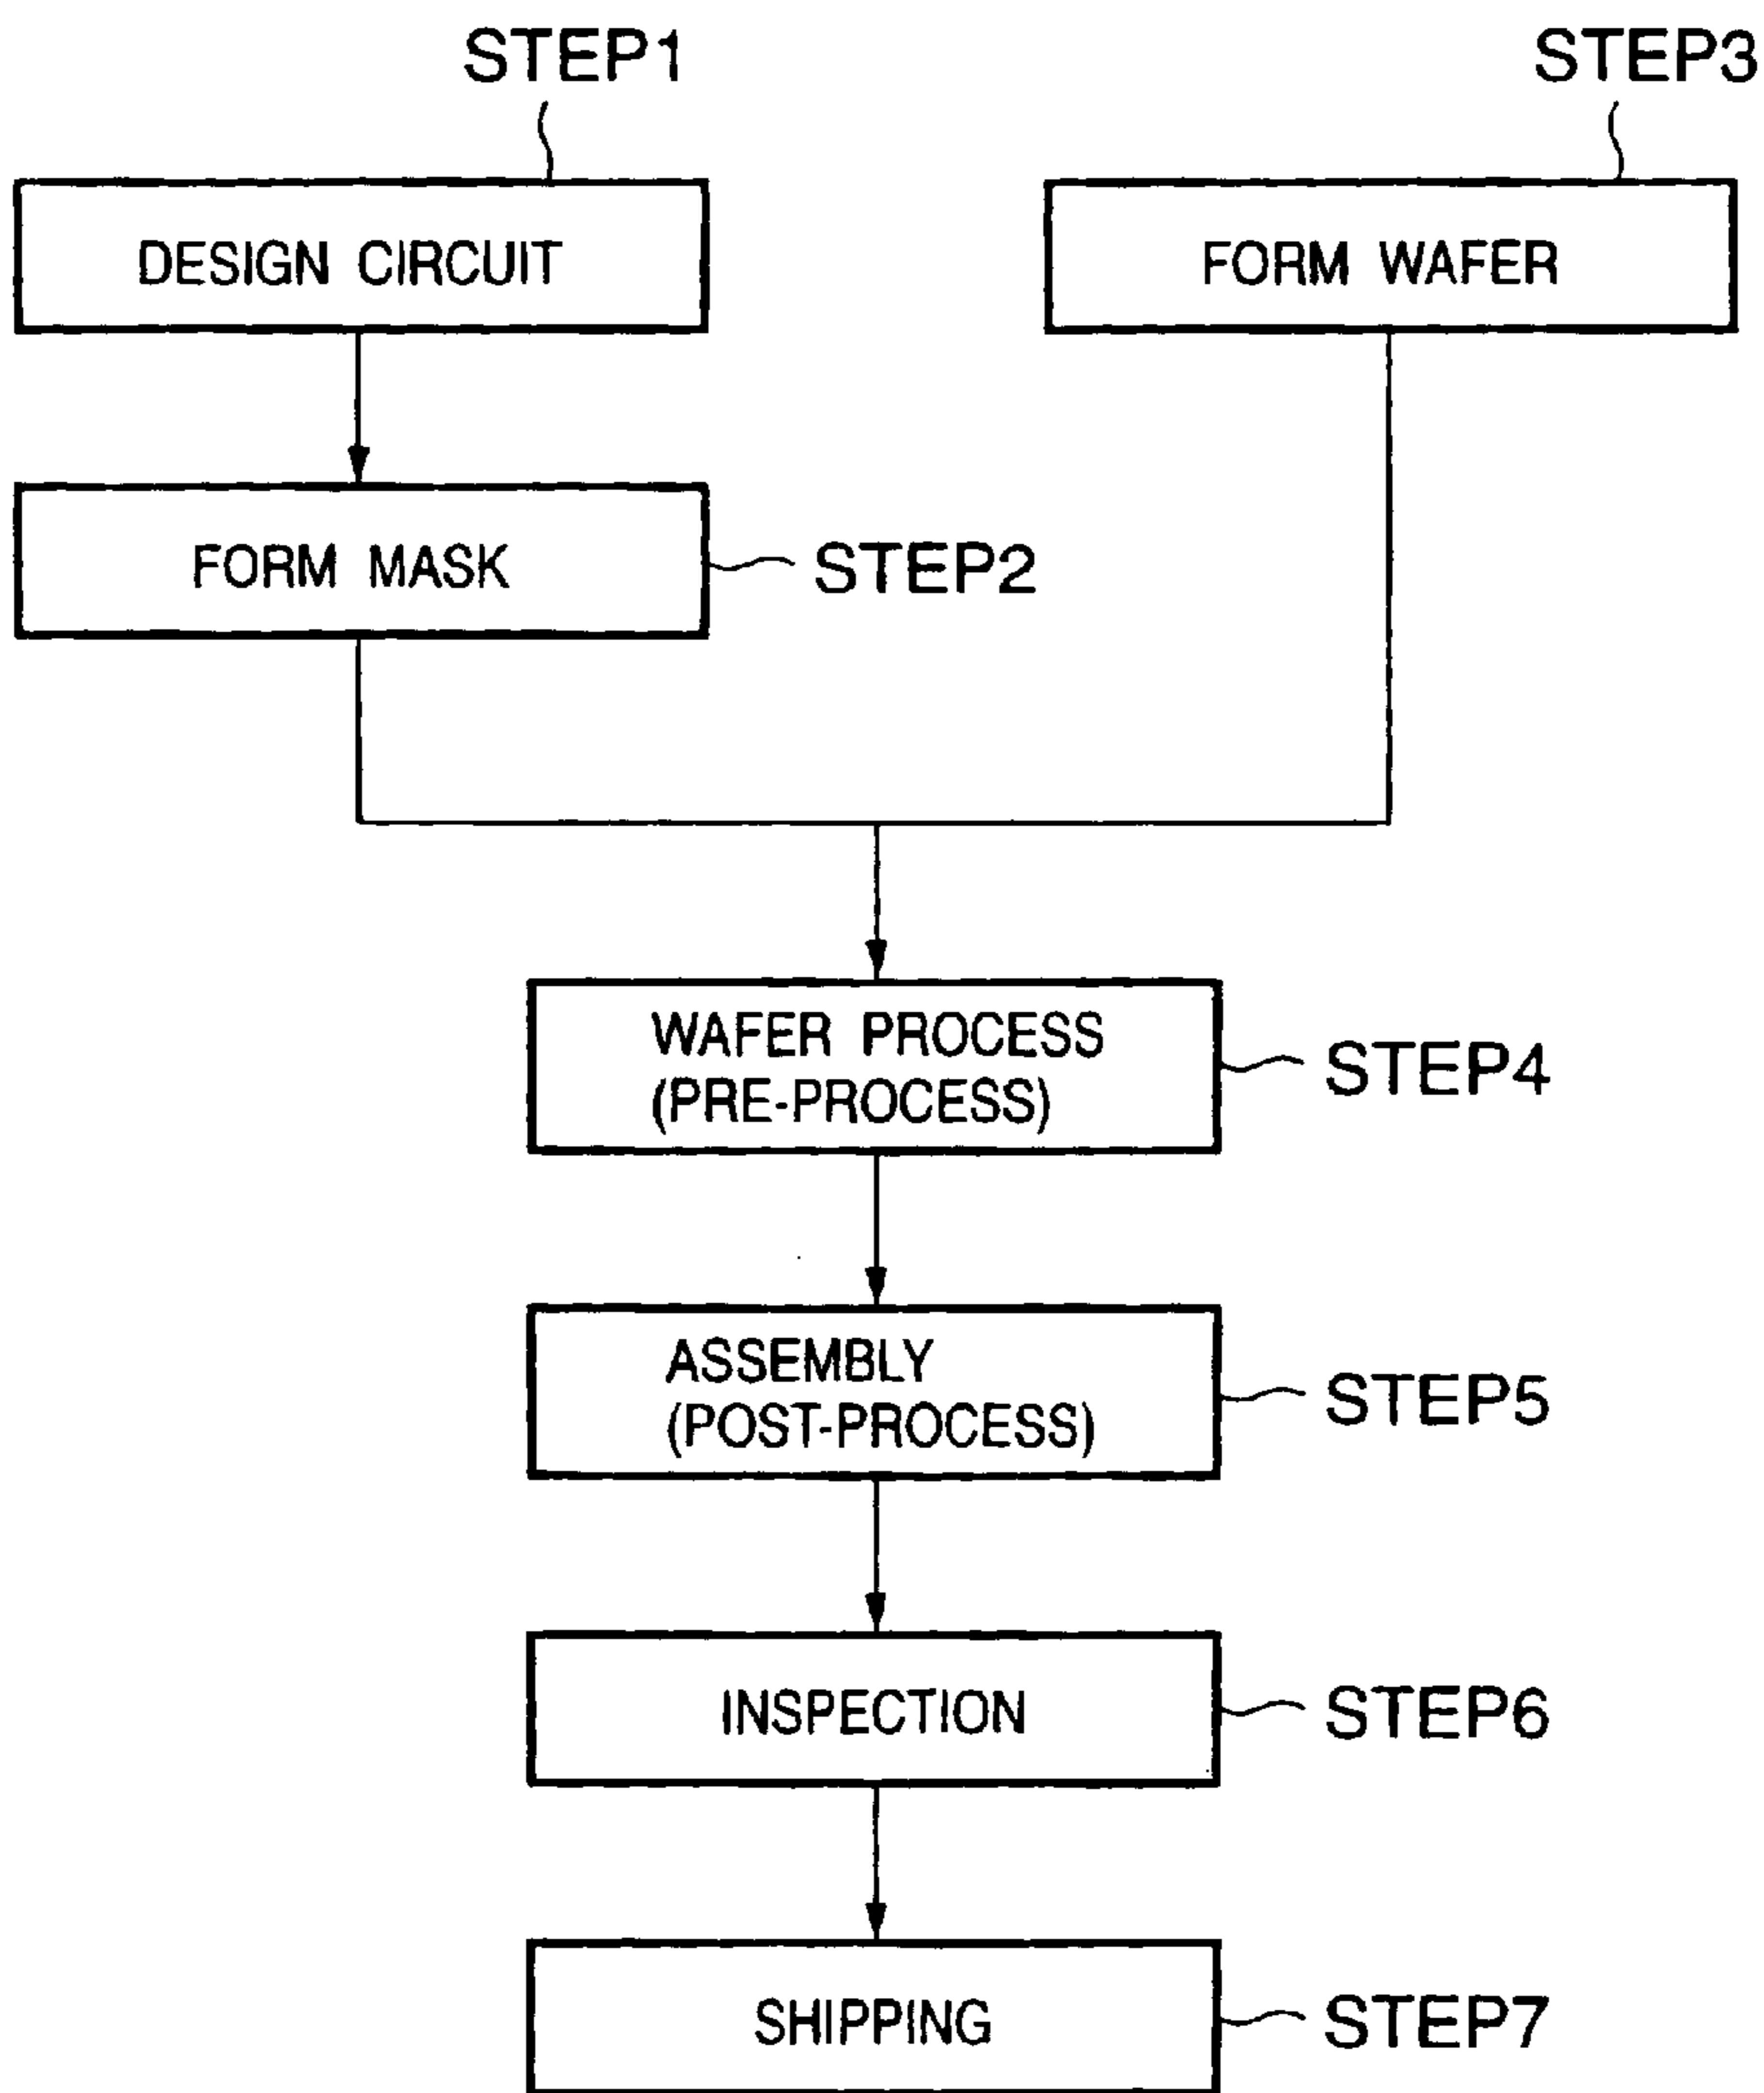 STEP1
STEP3
DESIGN CIRCUIT
FORM WAFER
FORM MASK
STEP2
WAFER PROCESS
(PRE-PROCESS)
STEP4
ASSEMBLY
(POST-PROCESS)
STEP5
INSPECTION
STEP6
SHIPPING
STEP7